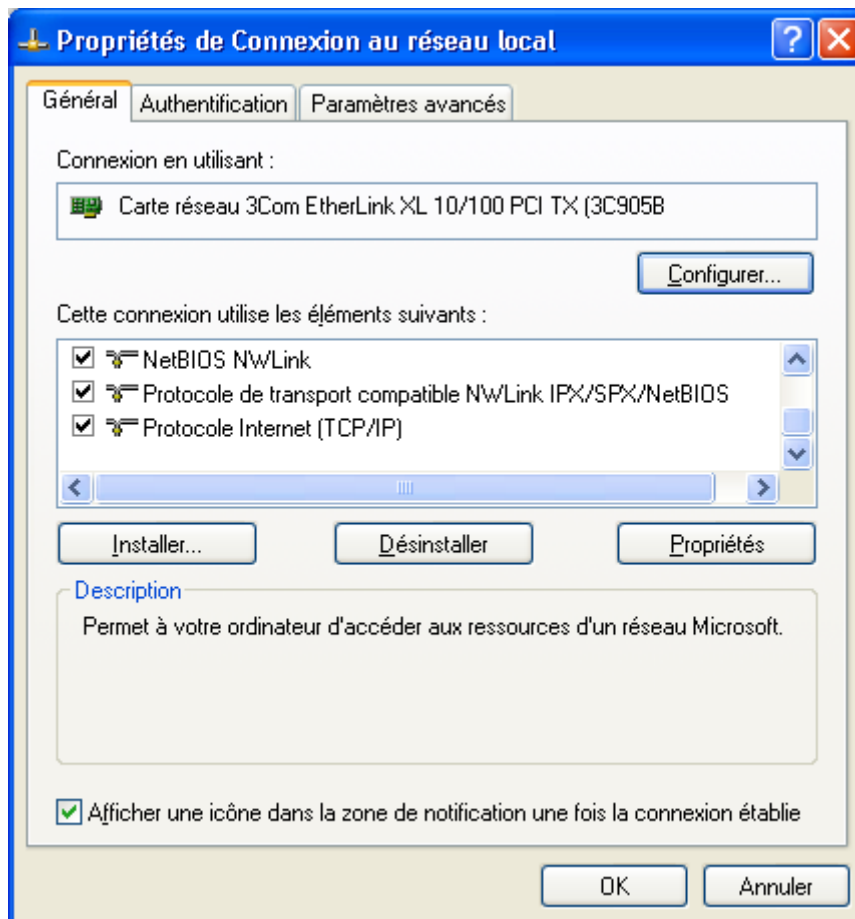 Propriétés de Connexion au réseau local
Général Authentification Paramètres avancés
Connexion en utilisant :
Carte réseau 3Com EtherLink XL 10/100 PCI TX (3C905B
Configurer...
Cette connexion utilise les éléments suivants :
NetBIOS NWLink
Protocole de transport compatible NWLink IPX/SPX/NetBIOS
Protocole Internet (TCP/IP)
Installer... Désinstaller Propriétés
Description
Permet à votre ordinateur d'accéder aux ressources d'un réseau Microsoft.
Afficher une icône dans la zone de notification une fois la connexion établie
OK Annuler